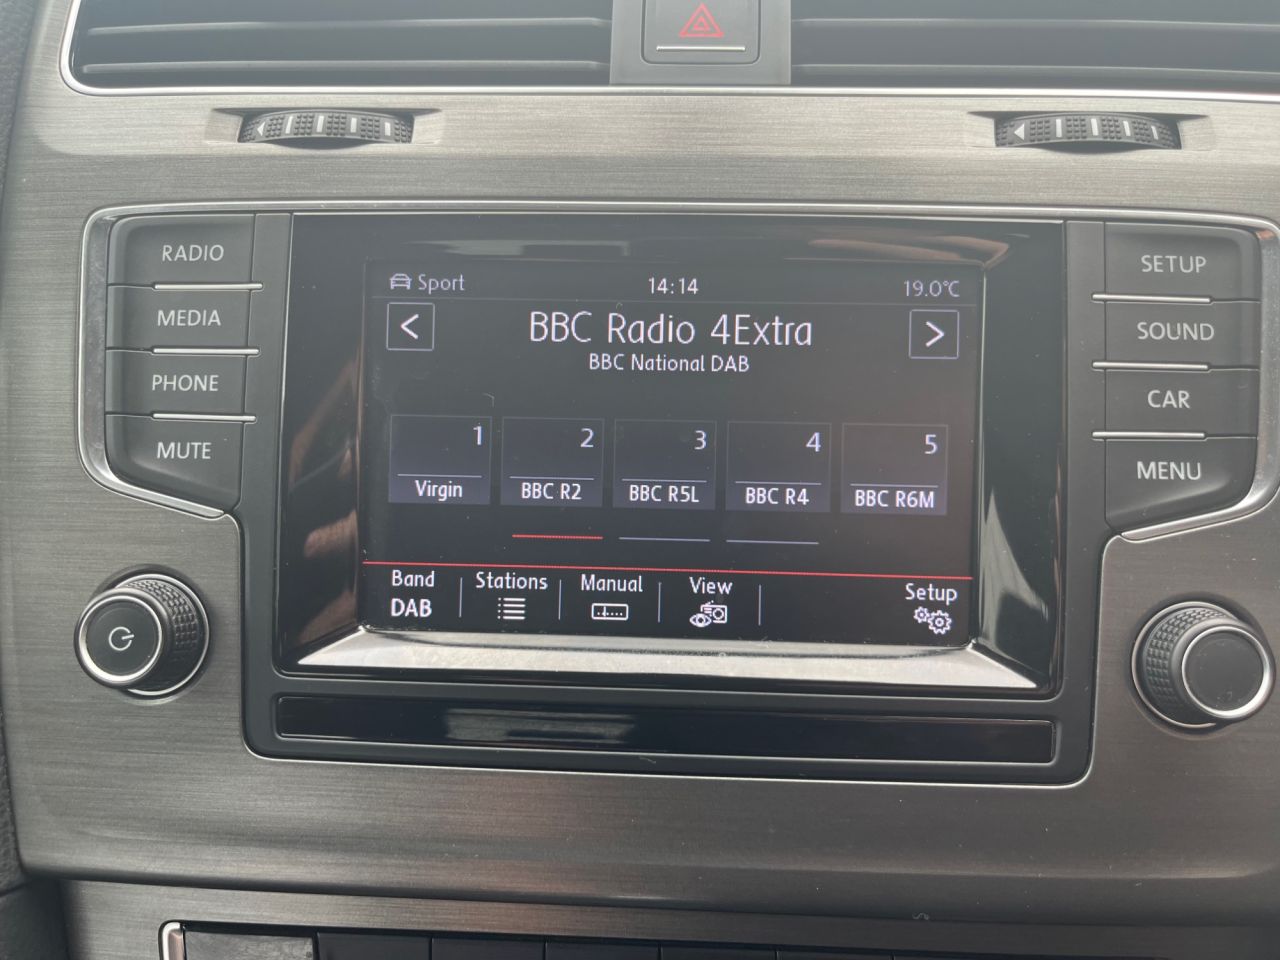 RADIO
MEDIA
PHONE
MUTE
Sport 14:14 19.0°C
< BBC Radio 4Extra >
BBC National DAB
1 2 3 4 5
Virgin BBC R2 BBC R5L BBC R4 BBC R6M
Band Stations Manual View Setup
DAB
SETUP
SOUND
CAR
MENU